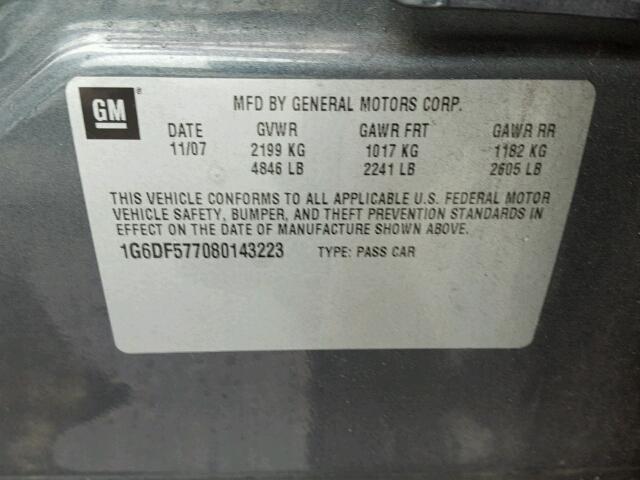 GM ®
MFD BY GENERAL MOTORS CORP.
DATE GVWR GAWR FRT GAWR RR
11/07 2199 KG 1017 KG 1182 KG
4846 LB 2241 LB 2605 LB
THIS VEHICLE CONFORMS TO ALL APPLICABLE U.S. FEDERAL MOTOR
VEHICLE SAFETY, BUMPER, AND THEFT PREVENTION STANDARDS IN
EFFECT ON THE DATE OF MANUFACTURE SHOWN ABOVE.
1G6DF577080143223 TYPE: PASS CAR